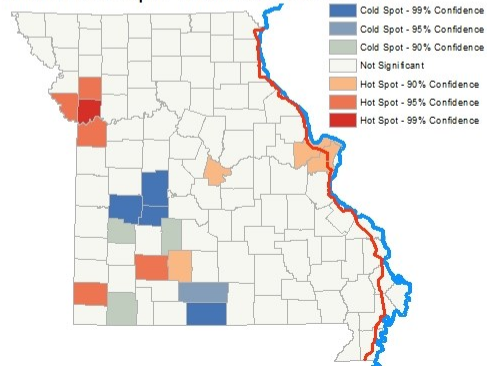 Cold Spot - 99% Confidence
Cold Spot - 95% Confidence
Cold Spot - 90% Confidence
Not Significant
Hot Spot - 90% Confidence
Hot Spot - 95% Confidence
Hot Spot - 99% Confidence